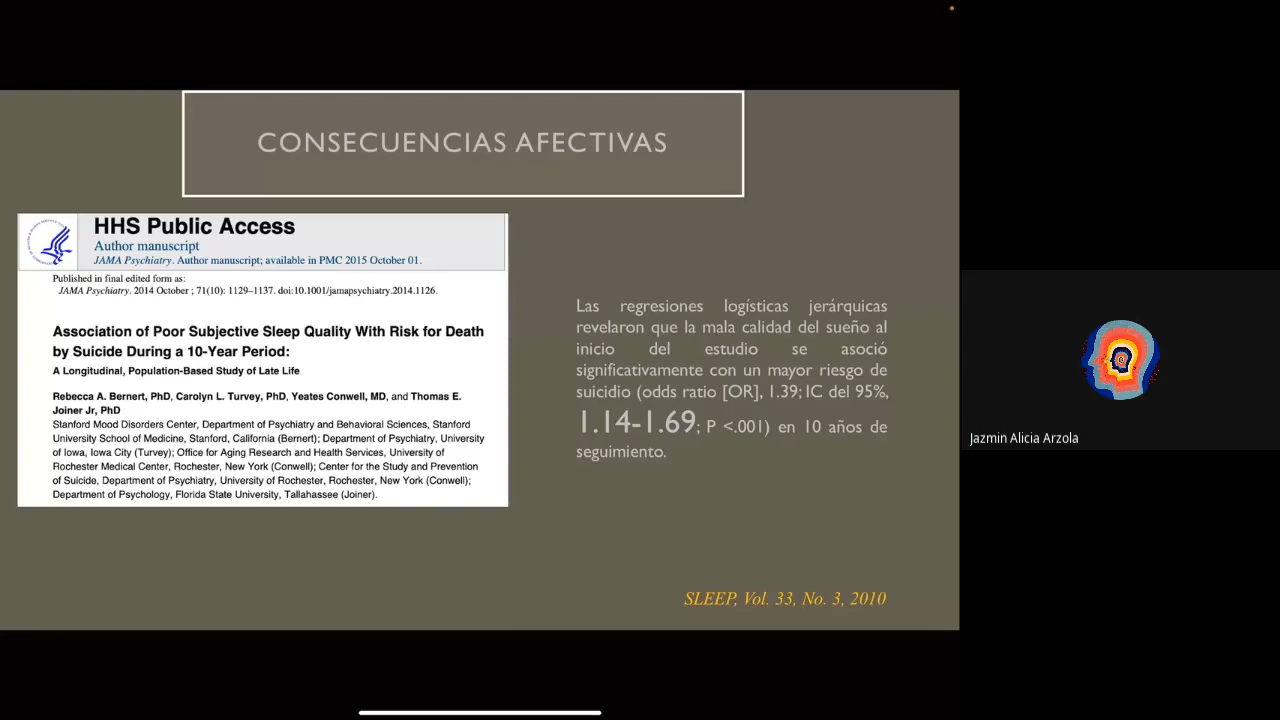 CONSECUENCIAS AFECTIVAS
HHS Public Access
Author manuscript
JAMA Psychiatry. Author manuscript; available in PMC 2015 October 01.
Published in final edited form as:
JAMA Psychiatry. 2014 October ; 71(10): 1129–1137. doi:10.1001/jamapsychiatry.2014.1126.
Association of Poor Subjective Sleep Quality With Risk for Death
by Suicide During a 10-Year Period:
A Longitudinal, Population-Based Study of Late Life
Rebecca A. Bernert, PhD, Carolyn L. Turvey, PhD, Yeates Conwell, MD, and Thomas E.
Joiner Jr, PhD
Stanford Mood Disorders Center, Department of Psychiatry and Behavioral Sciences, Stanford
University School of Medicine, Stanford, California (Bernert); Department of Psychiatry, University
of Iowa, Iowa City (Turvey); Office for Aging Research and Health Services, University of
Rochester Medical Center, Rochester, New York (Conwell); Center for the Study and Prevention
of Suicide, Department of Psychiatry, University of Rochester, Rochester, New York (Conwell);
Department of Psychology, Florida State University, Tallahassee (Joiner).
Las regresiones logísticas jerárquicas
revelaron que la mala calidad del sueño al
inicio del estudio se asoció
significativamente con un mayor riesgo de
suicidio (odds ratio [OR], 1.39; IC del 95%,
1.14-1.69; P <.001) en 10 años de
seguimiento.
SLEEP, Vol. 33, No. 3, 2010
Jazmin Alicia Arzola